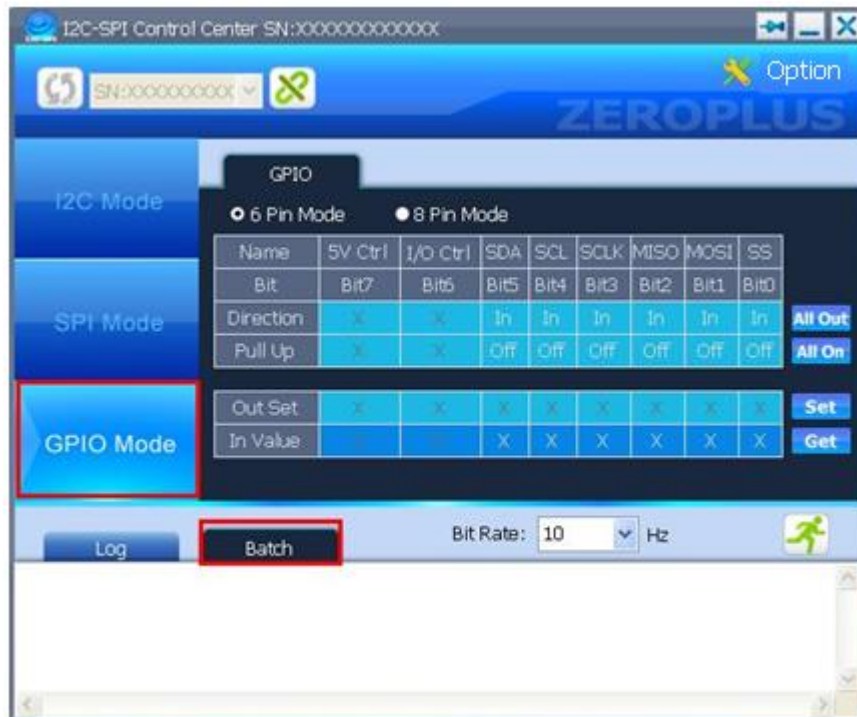 I2C-SPI Control Center SN:XXXXXXXXXXXXX
SN:XXXXXXXXXX
Option
ZEROPLUS
I2C Mode
SPI Mode
GPIO Mode
GPIO
6 Pin Mode 8 Pin Mode
Name 5V Ctrl I/O Ctrl SDA SCL SCLK MISO MOSI SS
Bit Bit7 Bit6 Bit5 Bit4 Bit3 Bit2 Bit1 Bit0
Direction X X In In In In In In All Out
Pull Up X X Off Off Off Off Off Off All On
Out Set X X X X X X X X Set
In Value X X X X X X X X Get
Log Batch Bit Rate: 10 Hz